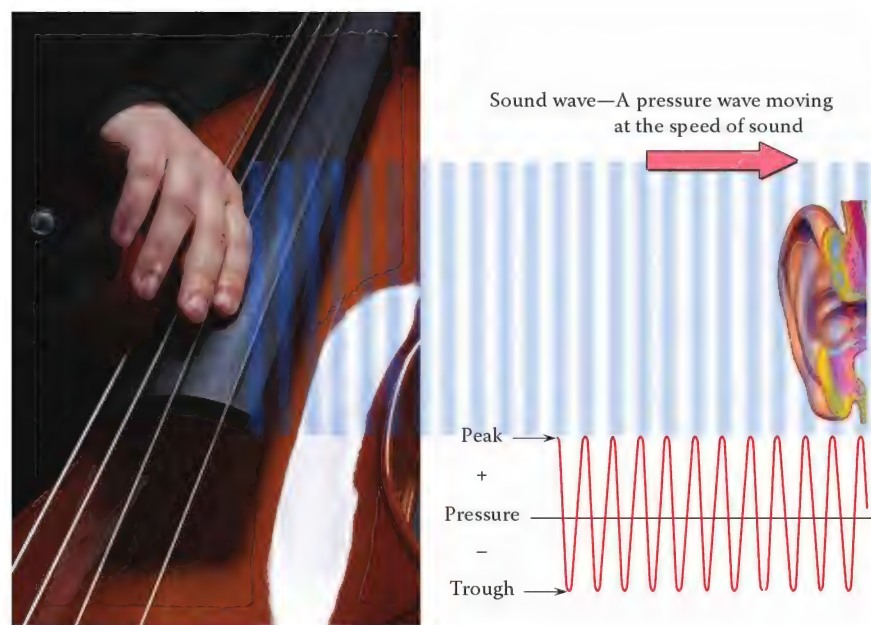 Sound wave—A pressure wave moving
at the speed of sound
Peak
+
Pressure
–
Trough